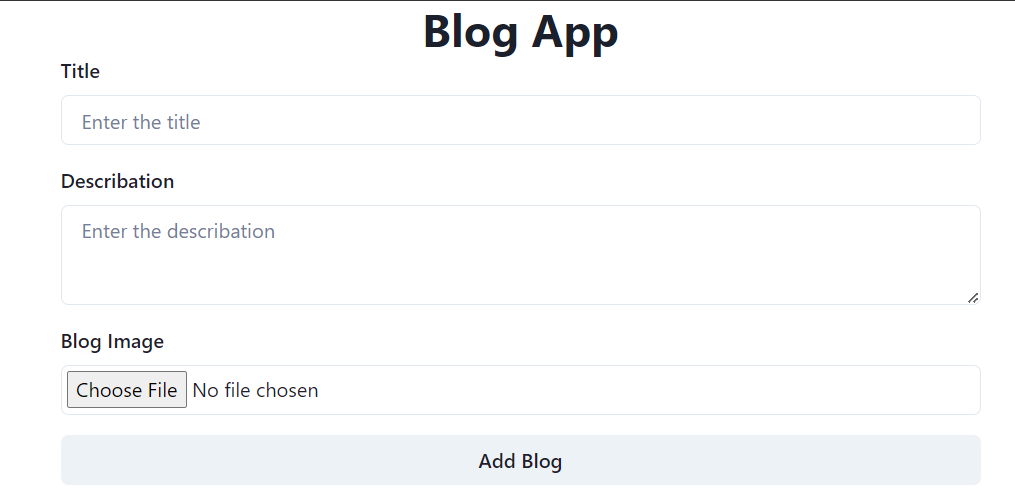 Blog App
Title
Enter the title
Describation
Enter the describation
Blog Image
Choose File No file chosen
Add Blog